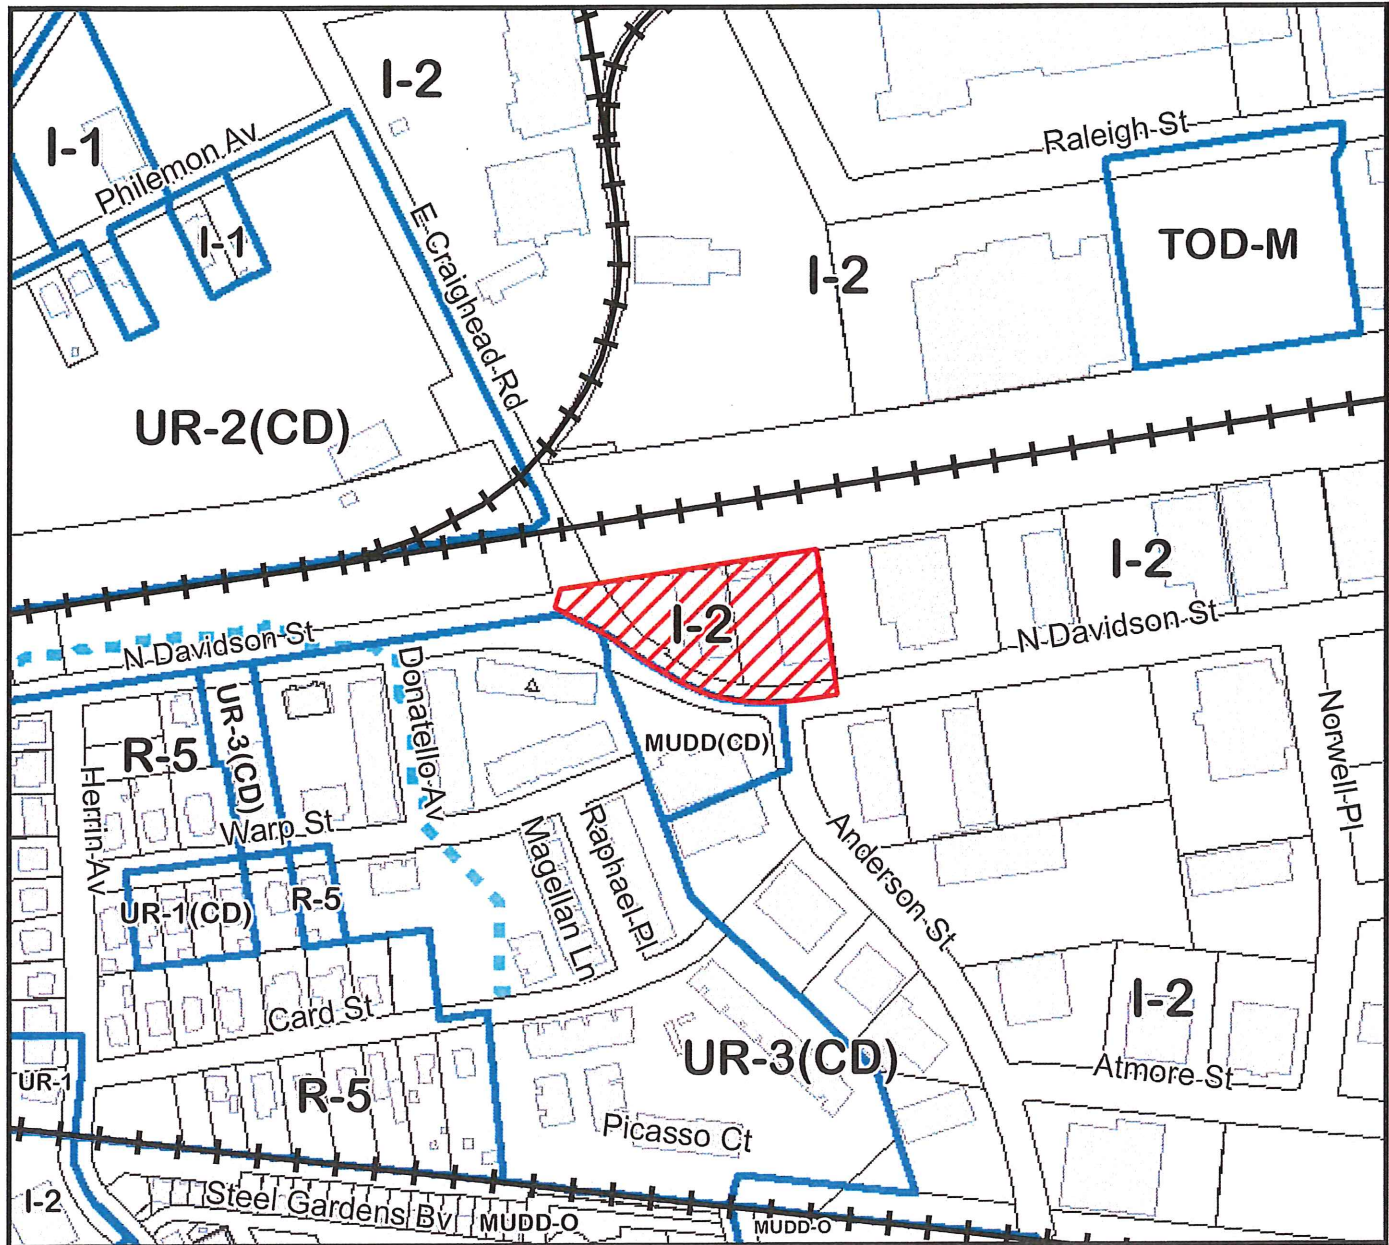 I-2
I-1
Philemon Av
I-1
E Craighead Rd
Raleigh St
TOD-M
I-2
UR-2(CD)
I-2
I-2
N Davidson St
N Davidson St
Donatello Av
UR-3(CD)
R-5
MUDD(CD)
Norwell Pl
Herrin Av
Warp St
Magellan Ln
Raphael Pl
Anderson St
UR-1(CD)
R-5
Card St
I-2
UR-3(CD)
UR-1
R-5
Atmore St
Picasso Ct
I-2
Steel Gardens Bv
MUDD-O
MUDD-O